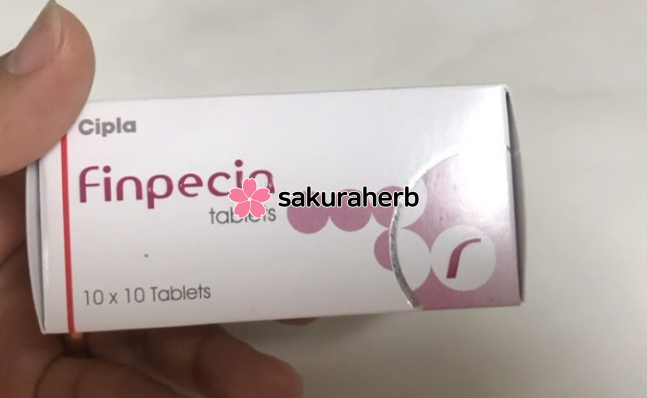 Cipla
Finpecia
sakuraherb
tablets
10 x 10 Tablets